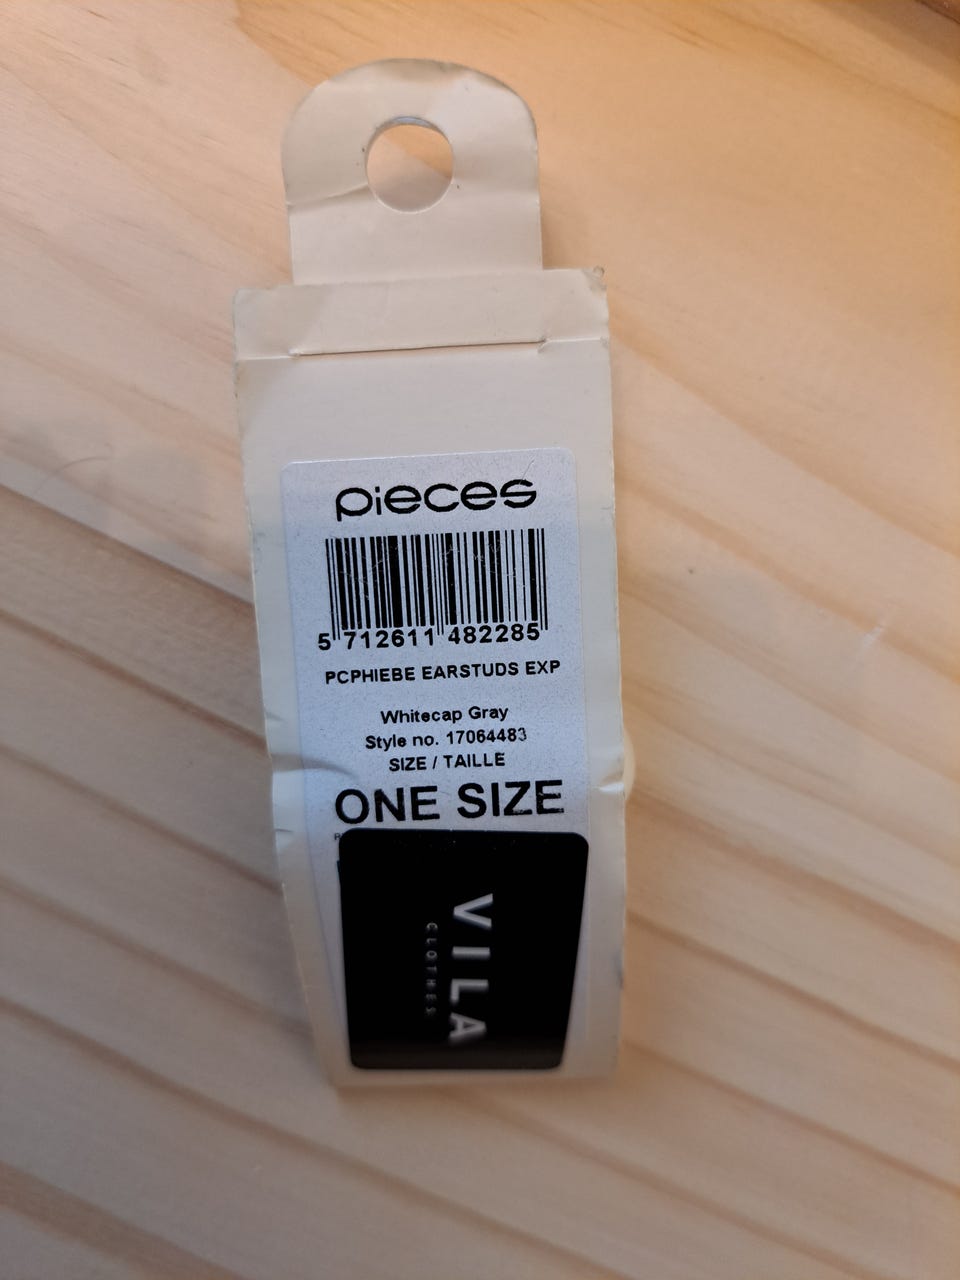 pieces
5 712611 482285
PCPHIEBE EARSTUDS EXP
Whitecap Gray
Style no. 17064483
SIZE / TAILLE
ONE SIZE
VILA
CLOTHES